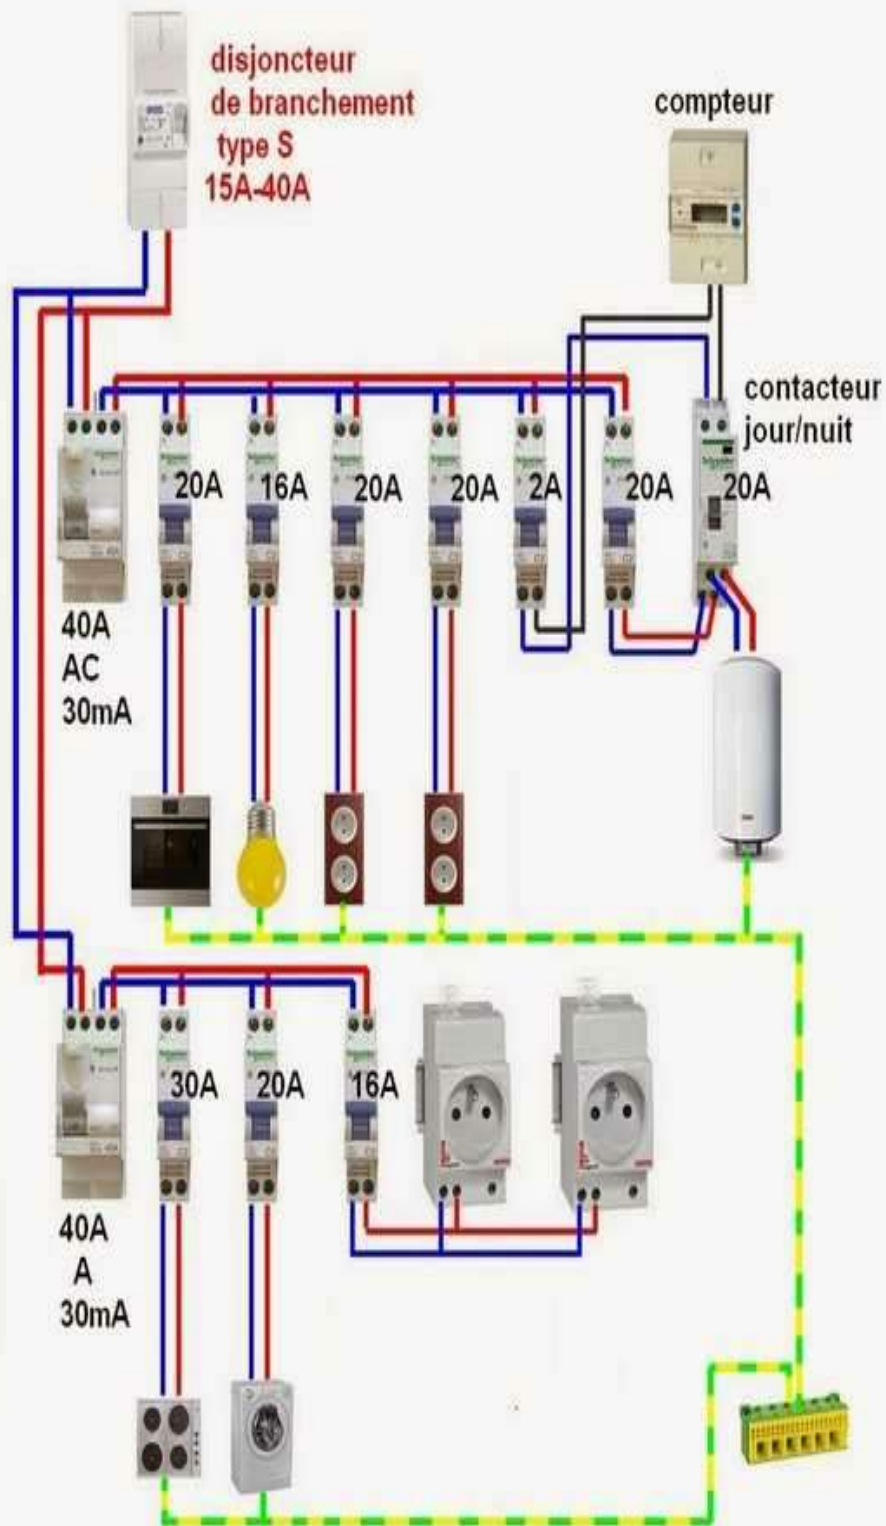 disjoncteur
de branchement
type S
15A-40A
compteur
contacteur
jour/nuit
20A
16A
20A
20A
2A
20A
20A
40A
AC
30mA
30A
20A
16A
40A
A
30mA